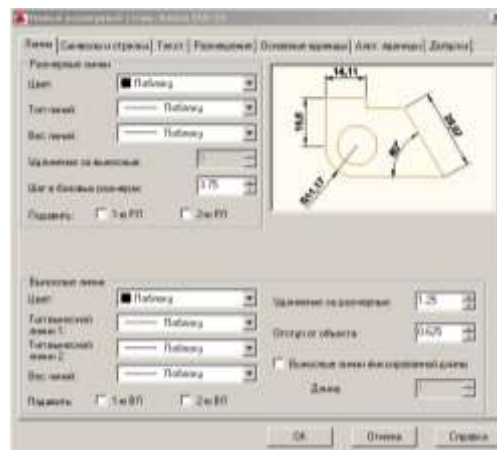 Линии
Символы и стрелки
Текст
Размещение
Основные единицы
Альт. единицы
Допуски
Размерные линии
Цвет:
Поблоку
Тип линий:
Поблоку
Вес линий:
Поблоку
Удлинение за выносные:
Шаг в базовых размерах:
3.75
Подавить:
1-ю РЛ
2-ю РЛ
14,11
R11,17
Выносные линии
Цвет:
Поблоку
Тип выносной линии 1:
Поблоку
Тип выносной линии 2:
Поблоку
Вес линий:
Поблоку
Подавить:
1-ю ВЛ
2-ю ВЛ
Удлинение за размерные:
1.25
Отступ от объекта:
0.625
Выносные линии фиксированной длины
Длина:
OK
Отмена
Справка